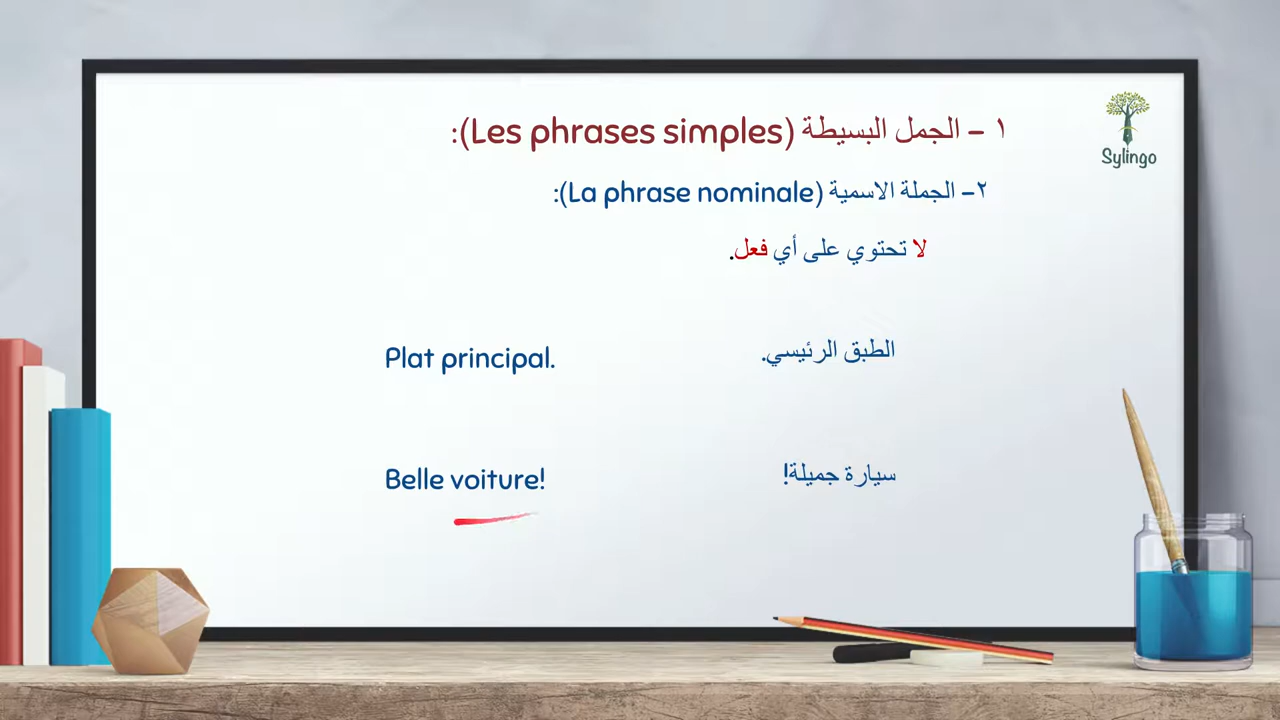 ١ – الجمل البسيطة (Les phrases simples):
Sylingo
٢– الجملة الاسمية (La phrase nominale):
لا تحتوي على أي فعل.
Plat principal. الطبق الرئيسي.
Belle voiture! سيارة جميلة!